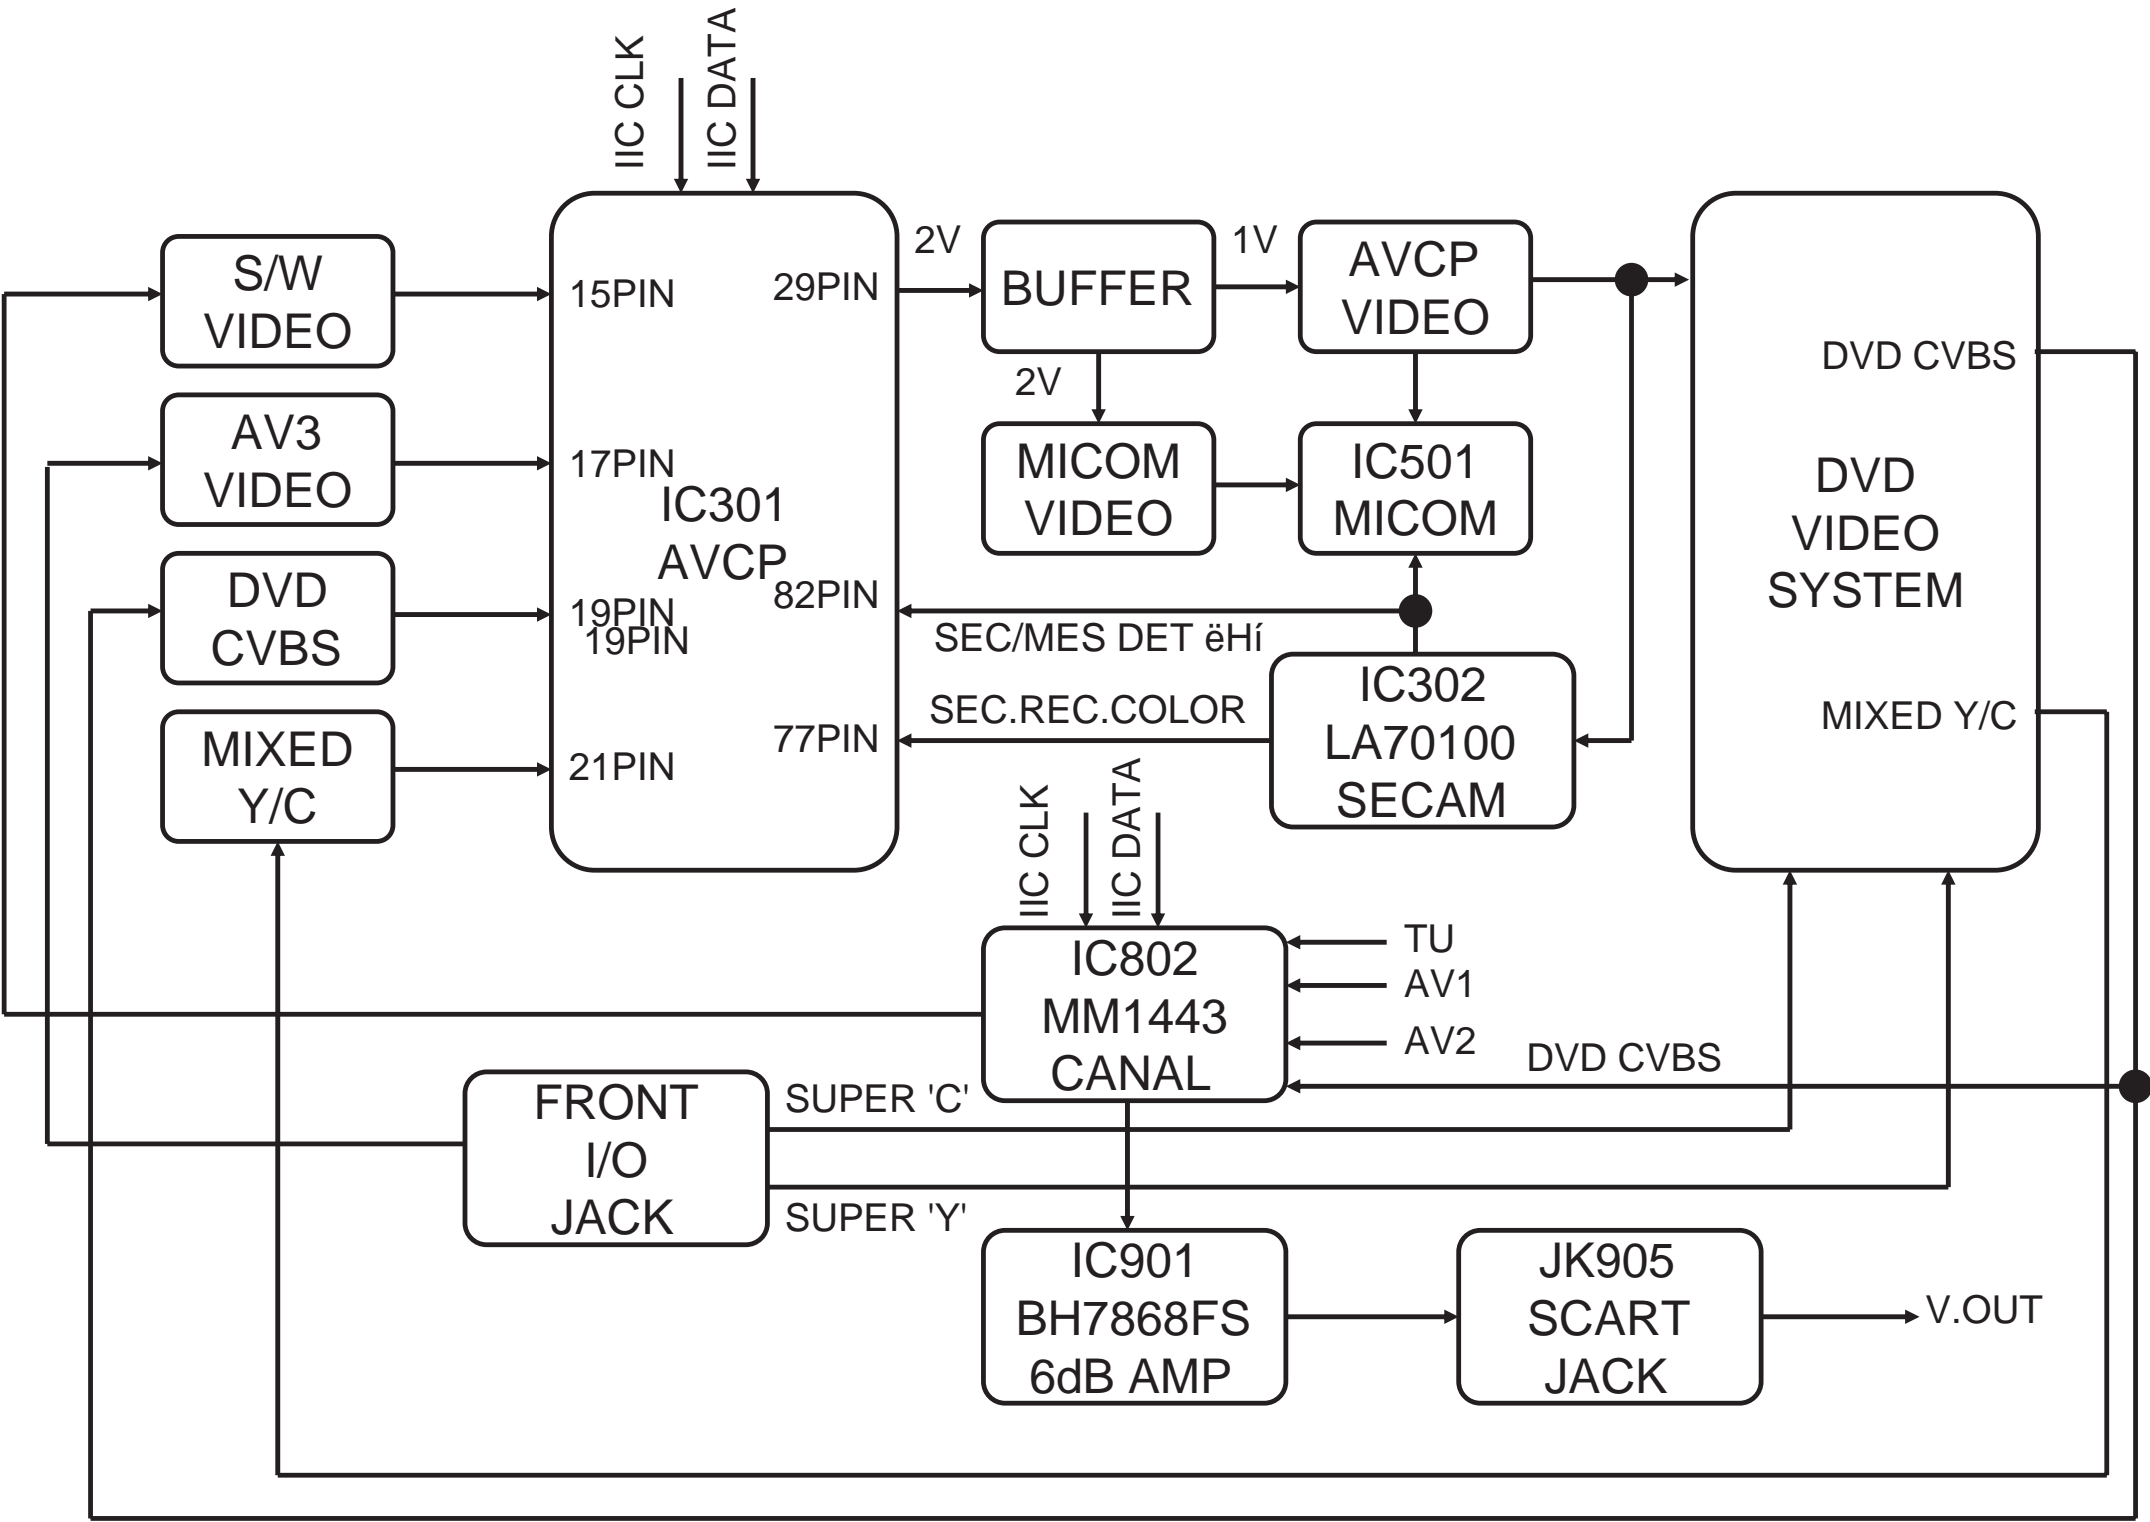 IIC CLK
IIC DATA
S/W
VIDEO
AV3
VIDEO
DVD
CVBS
MIXED
Y/C
15PIN
17PIN
19PIN
19PIN
21PIN
IC301
AVCP
29PIN
82PIN
77PIN
2V
BUFFER
1V
AVCP
VIDEO
2V
MICOM
VIDEO
IC501
MICOM
SEC/MES DET ëHí
SEC.REC.COLOR
IC302
LA70100
SECAM
DVD CVBS
DVD
VIDEO
SYSTEM
MIXED Y/C
IIC CLK
IIC DATA
IC802
MM1443
CANAL
TU
AV1
AV2
DVD CVBS
FRONT
I/O
JACK
SUPER 'C'
SUPER 'Y'
IC901
BH7868FS
6dB AMP
JK905
SCART
JACK
V.OUT